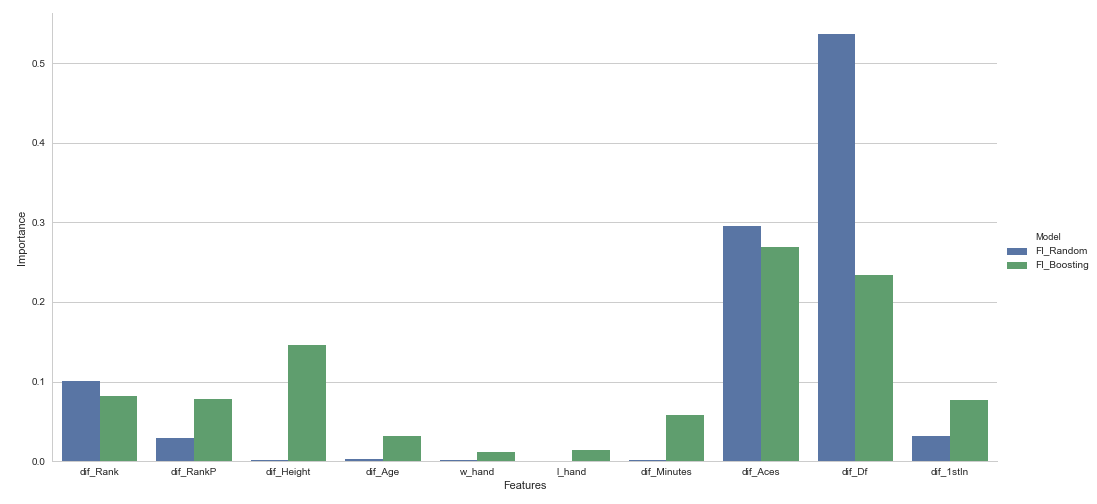 Importance
0.5
0.4
0.3
0.2
0.1
0.0
dif_Rank dif_RankP dif_Height dif_Age w_hand l_hand dif_Minutes dif_Aces dif_Df dif_1stIn
Features
Model
FI_Random
FI_Boosting